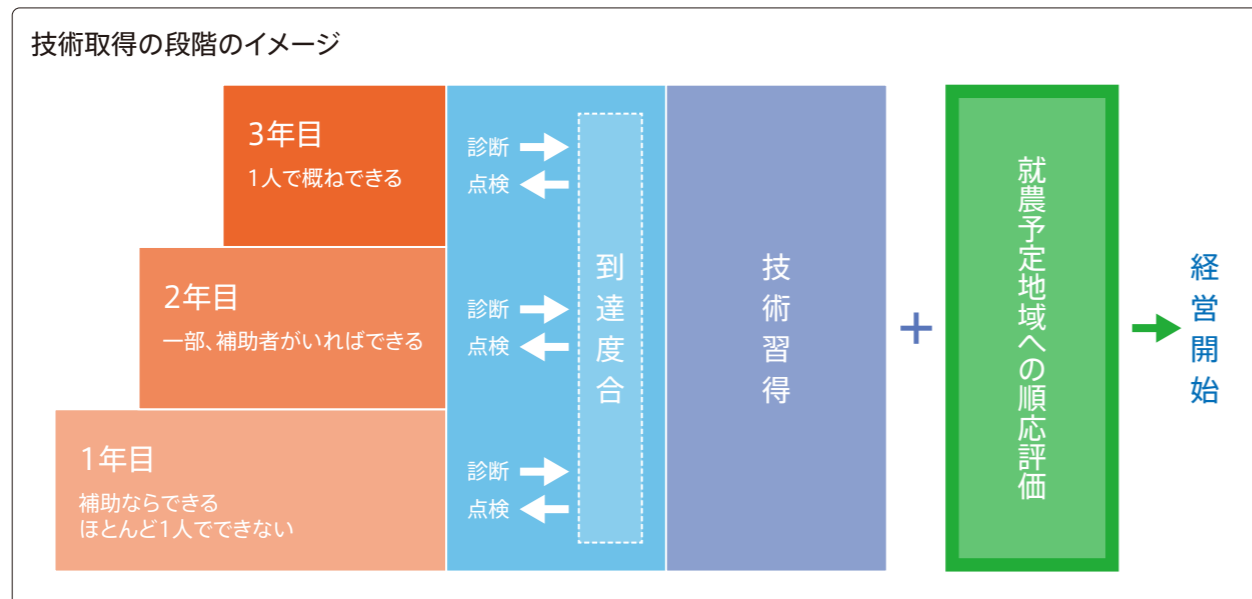 技術取得の段階のイメージ
3年目
1人で概ねできる
診断
点検
2年目
一部、補助者がいればできる
診断
点検
1年目
補助ならできる
ほとんど1人でできない
診断
点検
到達度合
技術習得
+
就農予定地域への順応評価
経営開始